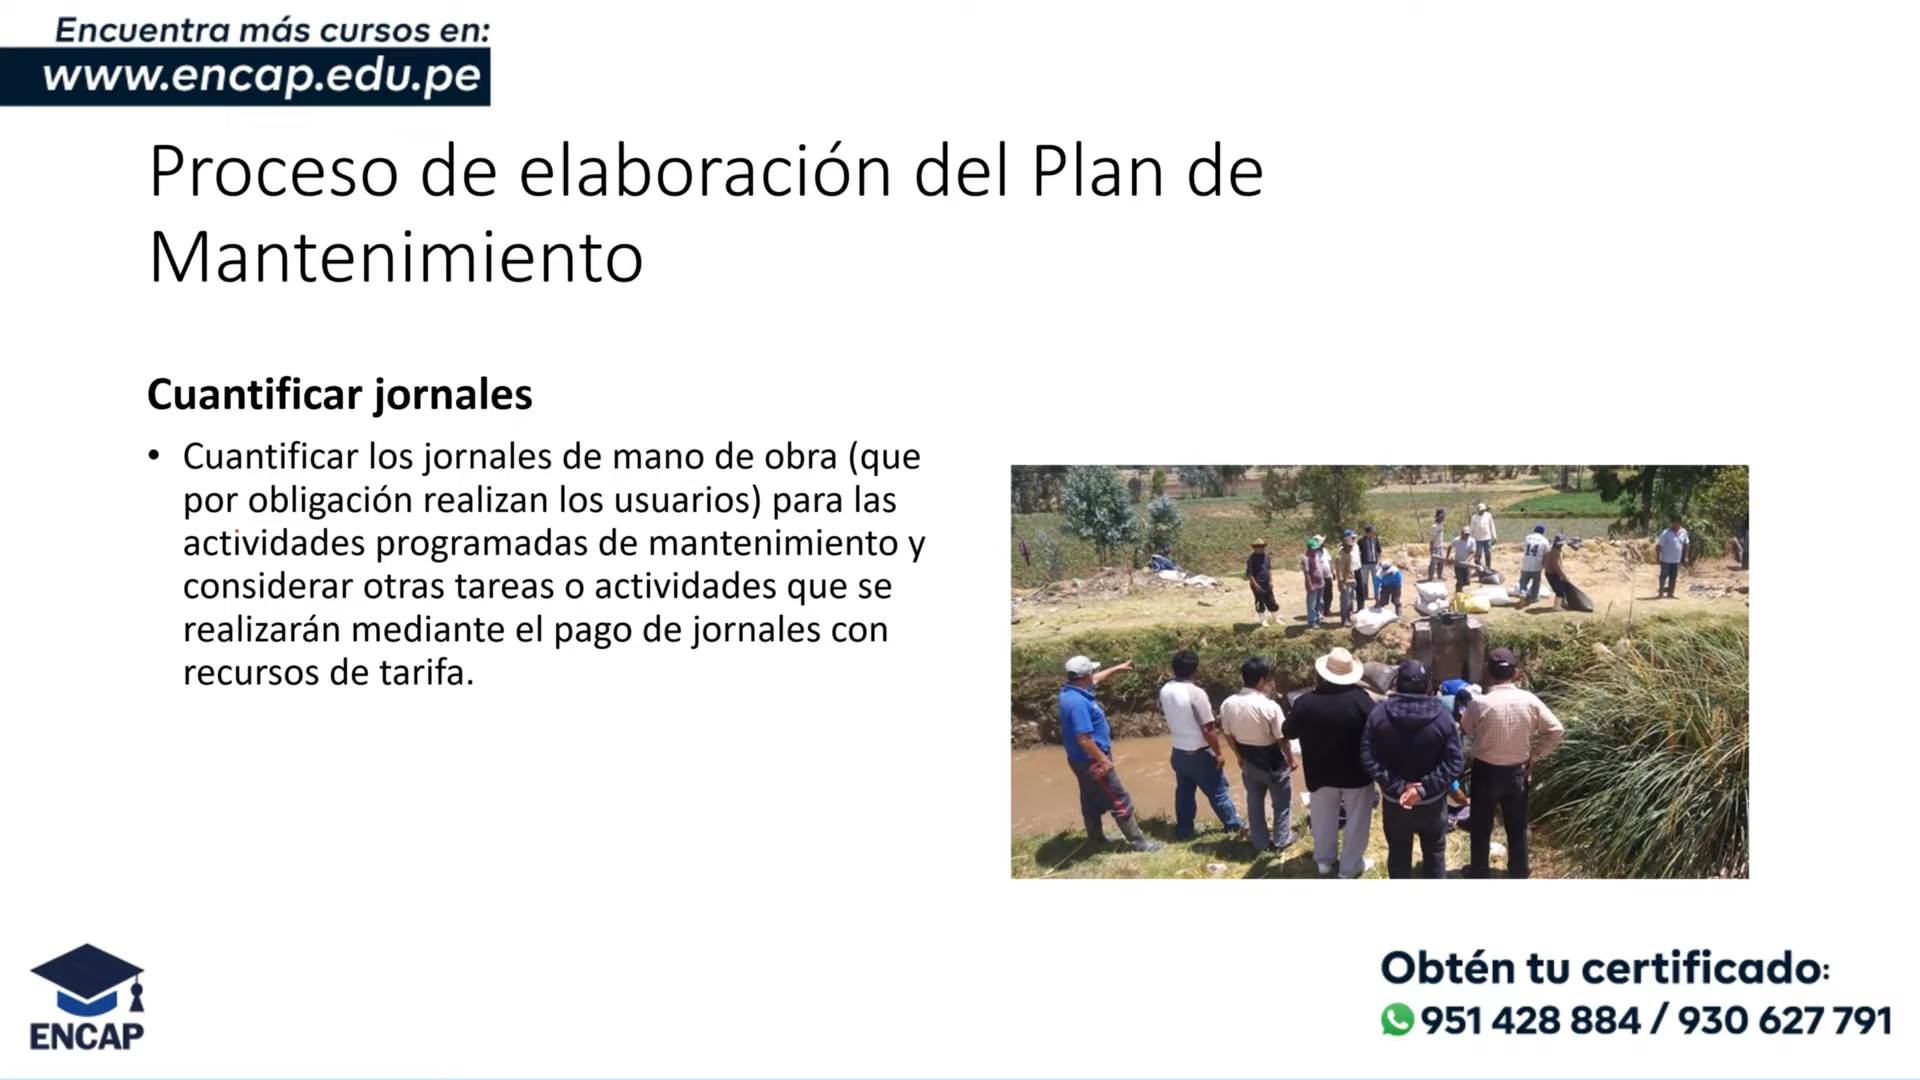 Encuentra más cursos en:
www.encap.edu.pe
Proceso de elaboración del Plan de
Mantenimiento
Cuantificar jornales
• Cuantificar los jornales de mano de obra (que
por obligación realizan los usuarios) para las
actividades programadas de mantenimiento y
considerar otras tareas o actividades que se
realizarán mediante el pago de jornales con
recursos de tarifa.
14
ENCAP
Obtén tu certificado:
951 428 884 / 930 627 791